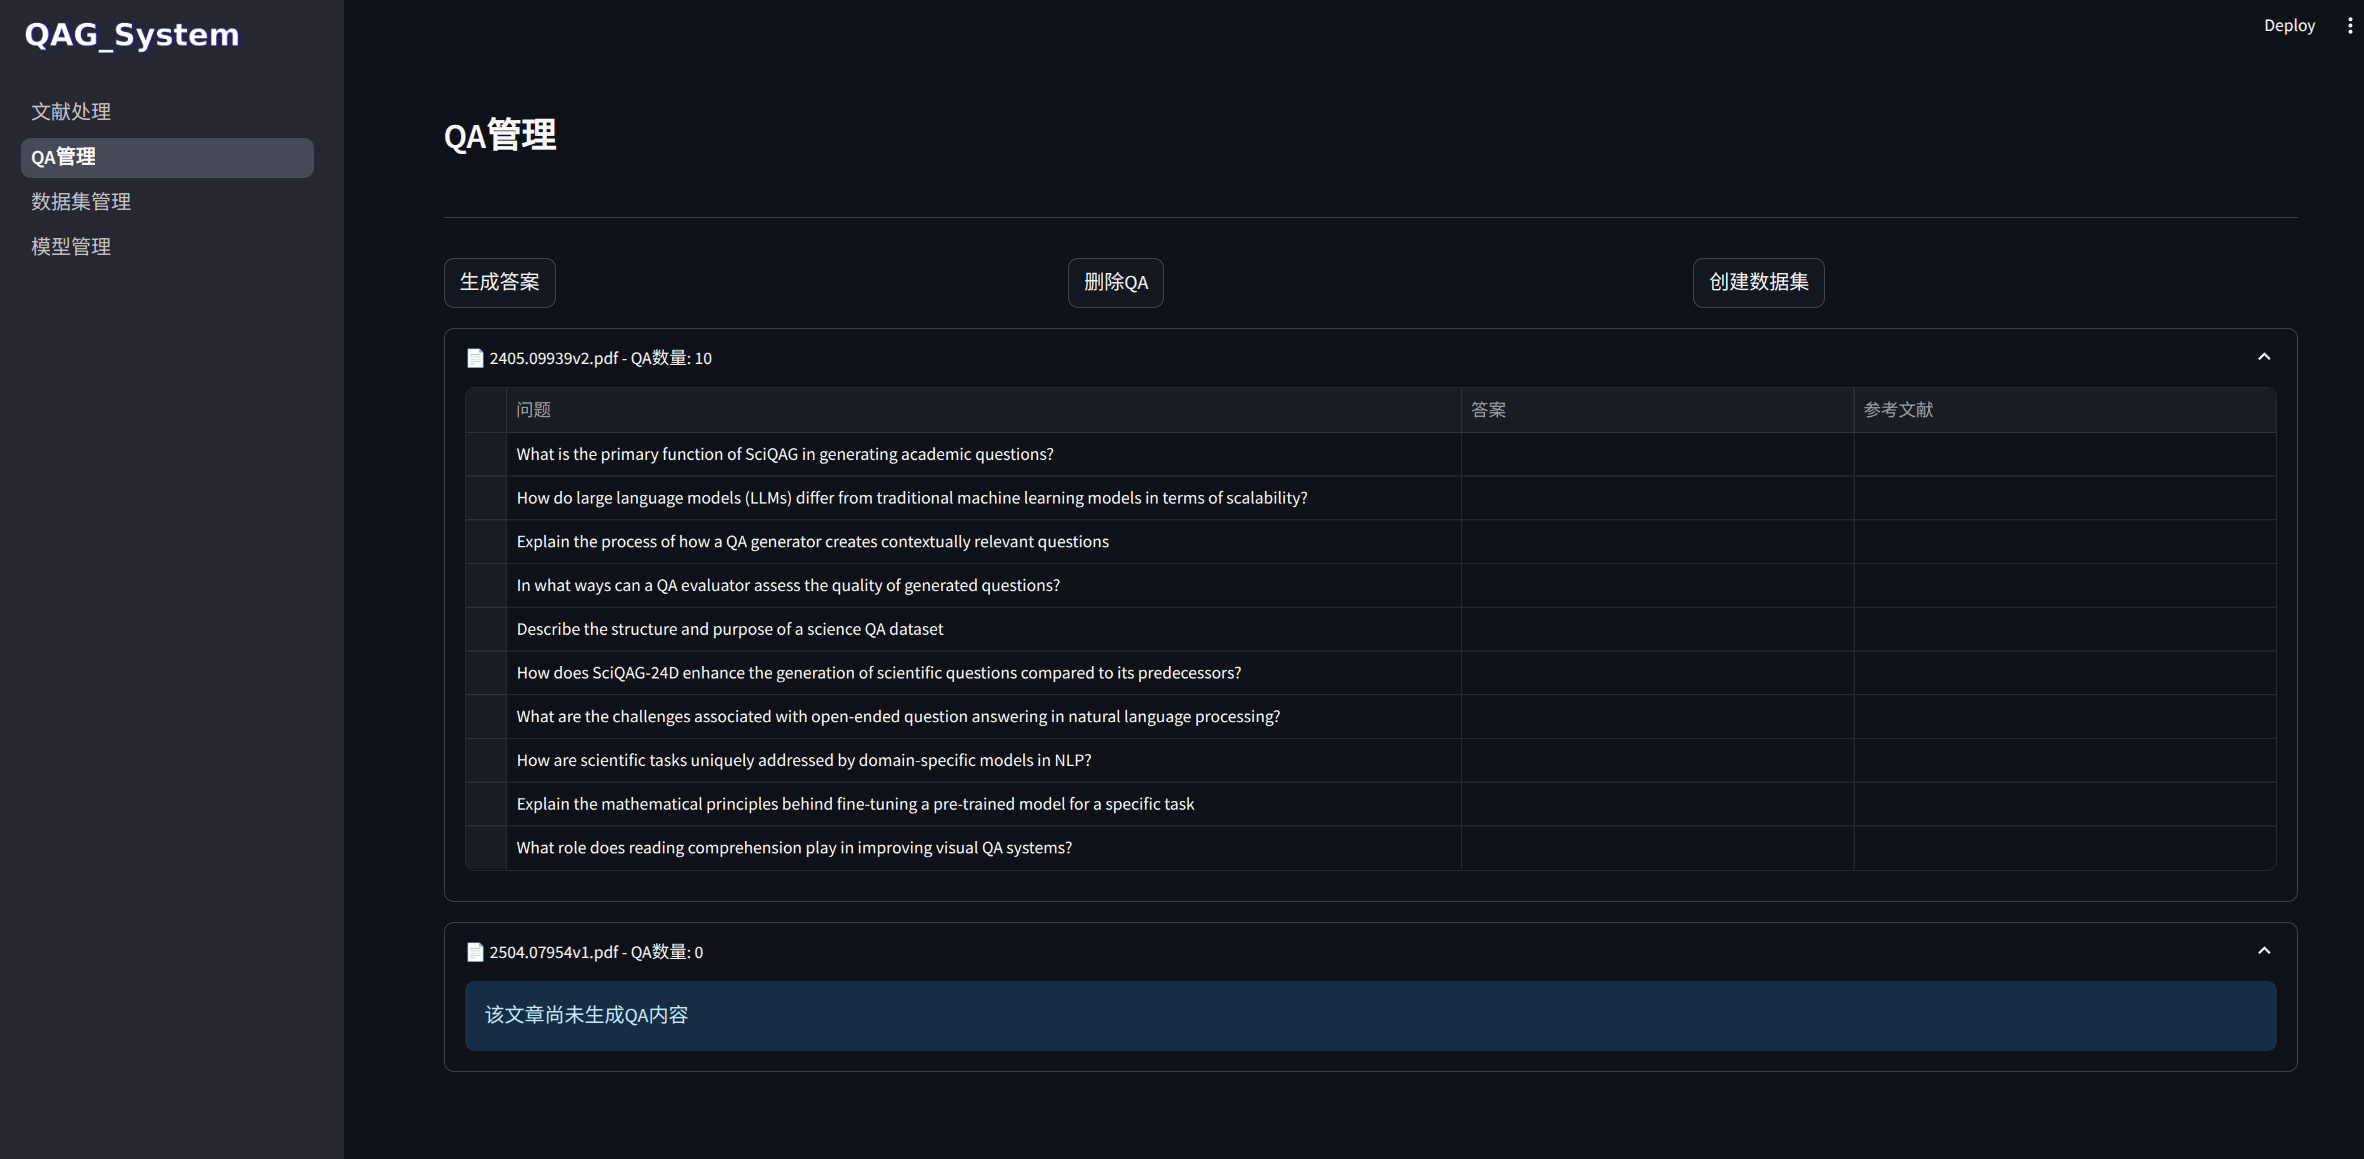 QAG_System
Deploy
文献处理
QA管理
数据集管理
模型管理
QA管理
生成答案
删除QA
创建数据集
2405.09939v2.pdf - QA数量: 10
问题 答案 参考文献
What is the primary function of SciQAG in generating academic questions?
How do large language models (LLMs) differ from traditional machine learning models in terms of scalability?
Explain the process of how a QA generator creates contextually relevant questions
In what ways can a QA evaluator assess the quality of generated questions?
Describe the structure and purpose of a science QA dataset
How does SciQAG-24D enhance the generation of scientific questions compared to its predecessors?
What are the challenges associated with open-ended question answering in natural language processing?
How are scientific tasks uniquely addressed by domain-specific models in NLP?
Explain the mathematical principles behind fine-tuning a pre-trained model for a specific task
What role does reading comprehension play in improving visual QA systems?
2504.07954v1.pdf - QA数量: 0
该文章尚未生成QA内容